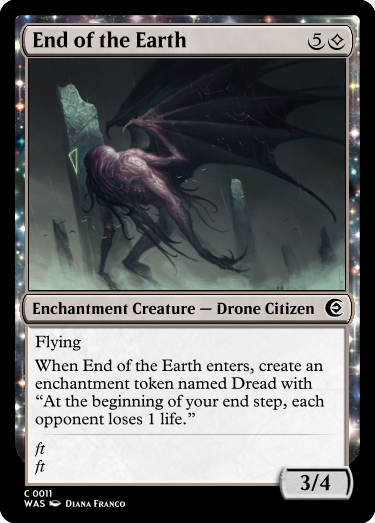 End of the Earth 5
Enchantment Creature — Drone Citizen
Flying
When End of the Earth enters, create an
enchantment token named Dread with
“At the beginning of your end step, each
opponent loses 1 life.”
ft
ft
3/4
C 0011
WAS Diana Franco